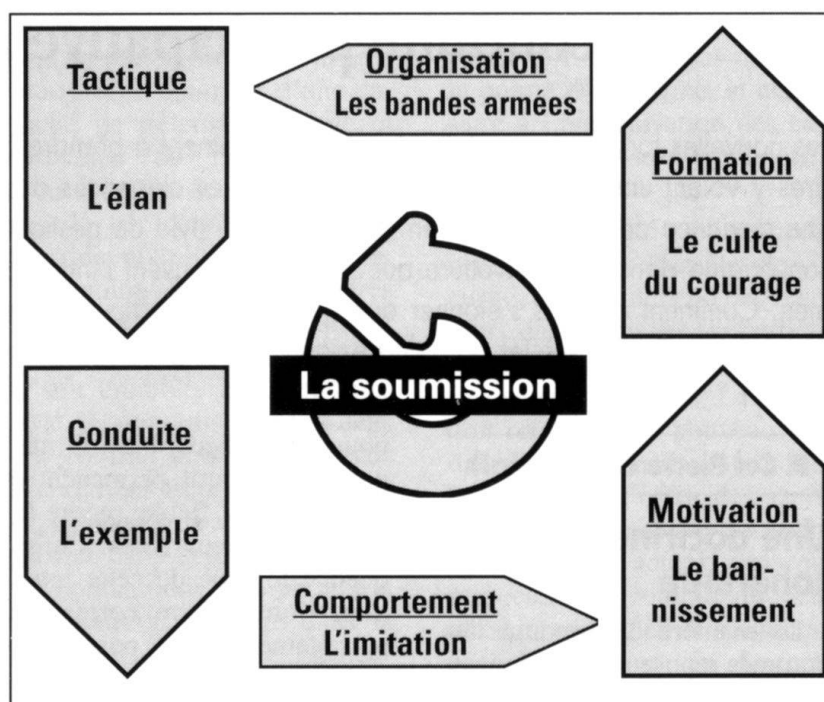 Tactique
L'élan
Organisation
Les bandes armées
Formation
Le culte
du courage
La soumission
Conduite
L'exemple
Comportement
L'imitation
Motivation
Le ban-
nissement